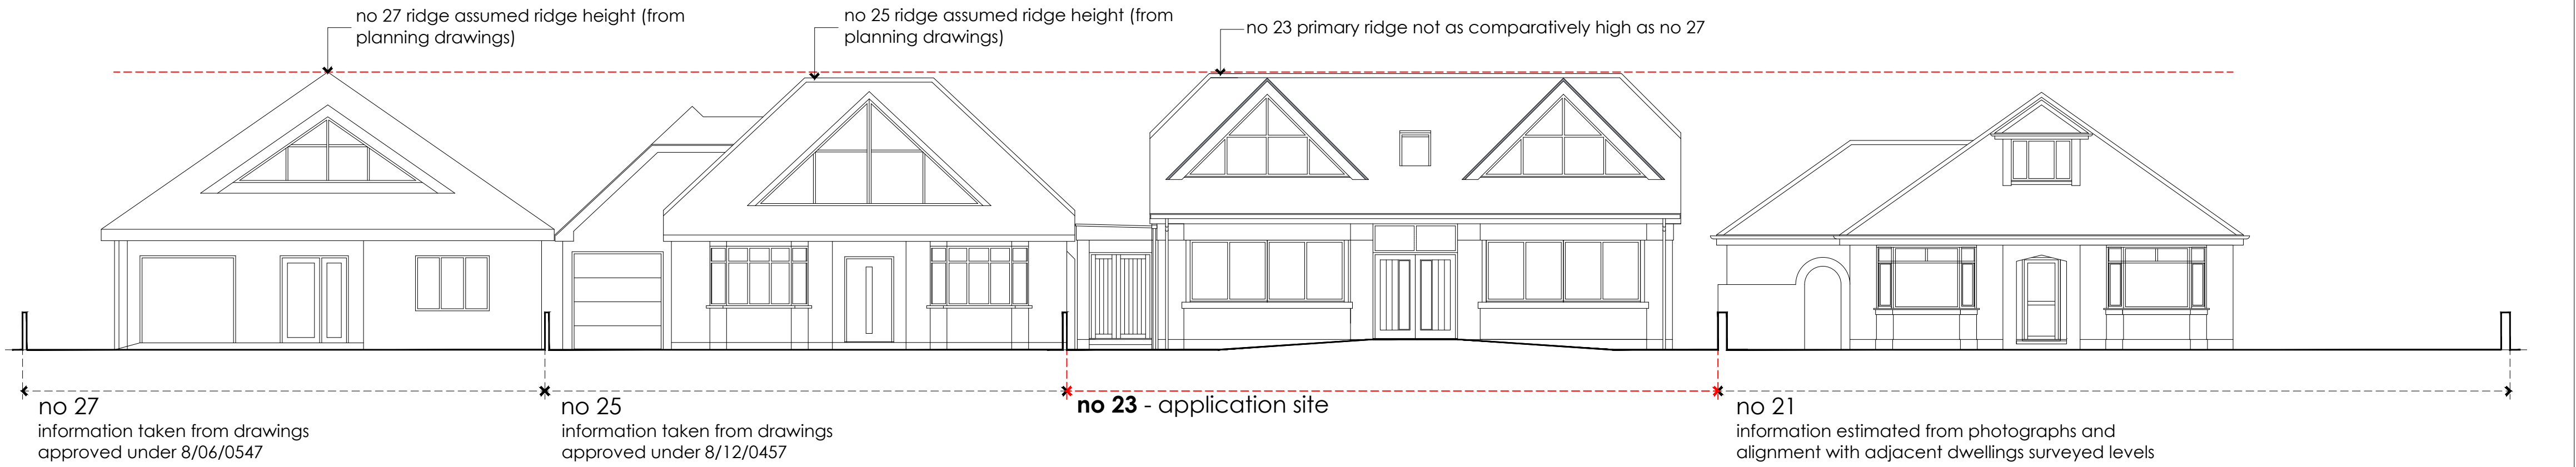 no 27 ridge assumed ridge height (from
planning drawings)
no 25 ridge assumed ridge height (from
planning drawings)
no 23 primary ridge not as comparatively high as no 27
no 27
information taken from drawings
approved under 8/06/0547
no 25
information taken from drawings
approved under 8/12/0457
no 23 - application site
no 21
information estimated from photographs and
alignment with adjacent dwellings surveyed levels